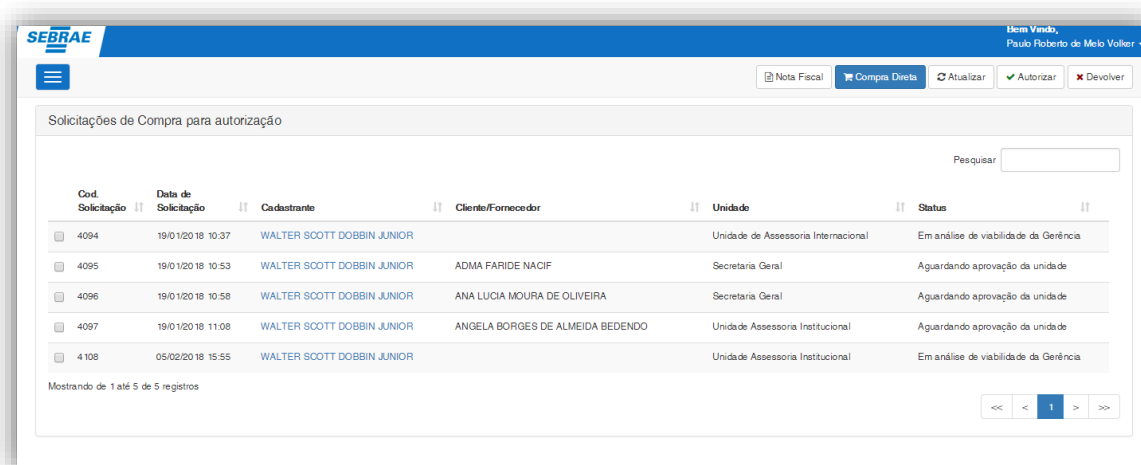 SEBRAE
Bem Vindo,
Paulo Roberto de Melo Volker
Nota Fiscal Compra Direta Atualizar Autorizar Devolver
Solicitações de Compra para autorização
Pesquisar
Cod. Solicitação Data de Solicitação Cadastrante Cliente/Fornecedor Unidade Status
4094 19/01/2018 10:37 WALTER SCOTT DOBBIN JUNIOR Unidade de Assessoria Internacional Em análise de viabilidade da Gerência
4095 19/01/2018 10:53 WALTER SCOTT DOBBIN JUNIOR ADMA FARIDE NACIF Secretaria Geral Aguardando aprovação da unidade
4096 19/01/2018 10:58 WALTER SCOTT DOBBIN JUNIOR ANA LUCIA MOURA DE OLIVEIRA Secretaria Geral Aguardando aprovação da unidade
4097 19/01/2018 11:08 WALTER SCOTT DOBBIN JUNIOR ANGELA BORGES DE ALMEIDA BEDENDO Unidade Assessoria Institucional Aguardando aprovação da unidade
4108 05/02/2018 15:55 WALTER SCOTT DOBBIN JUNIOR Unidade Assessoria Institucional Em análise de viabilidade da Gerência
Mostrando de 1 até 5 de 5 registros
<< < 1 > >>